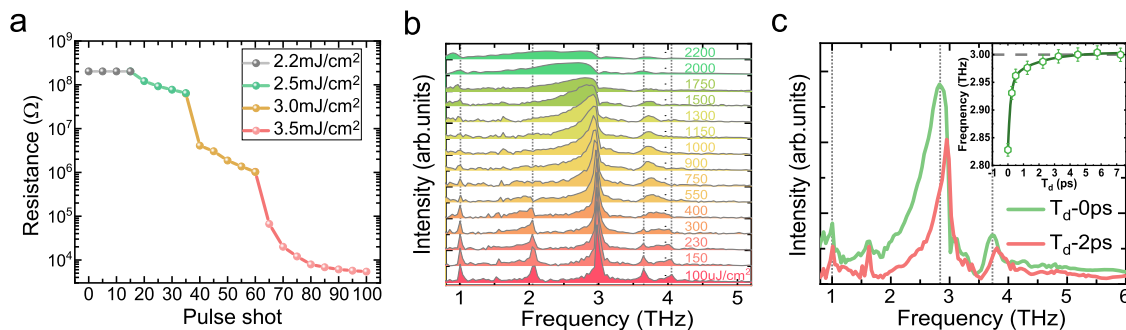 a
Resistance (Ω)
10⁹
10⁸
10⁷
10⁶
10⁵
10⁴
0 10 20 30 40 50 60 70 80 90 100
Pulse shot
2.2mJ/cm²
2.5mJ/cm²
3.0mJ/cm²
3.5mJ/cm²
b
Intensity (arb.units)
2200
2000
1750
1500
1300
1150
1000
900
750
550
400
300
230
150
100uJ/cm²
1 2 3 4 5
Frequency (THz)
c
Intensity (arb.units)
1 2 3 4 5 6
Frequency (THz)
T_d-0ps
T_d-2ps
Freqnency (THz)
3.00
2.95
2.90
2.85
2.80
-1 0 1 2 3 4 5 6 7
T_d (ps)